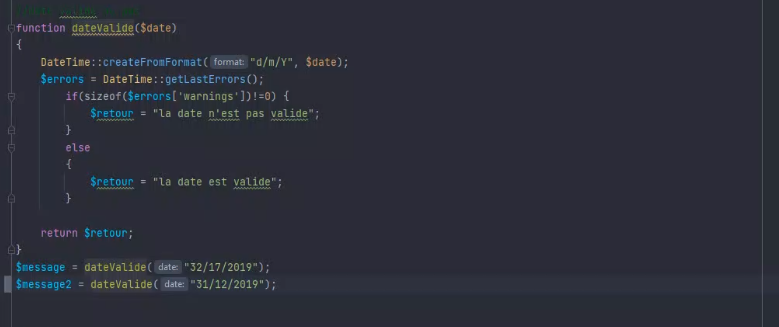 function dateValide($date)
{
DateTime::createFromFormat( format: "d/m/Y", $date);
$errors = DateTime::getLastErrors();
if(sizeof($errors['warnings'])!=0) {
$retour = "la date n'est pas valide";
}
else
{
$retour = "la date est valide";
}
return $retour;
}
$message = dateValide( date: "32/17/2019");
$message2 = dateValide( date: "31/12/2019");